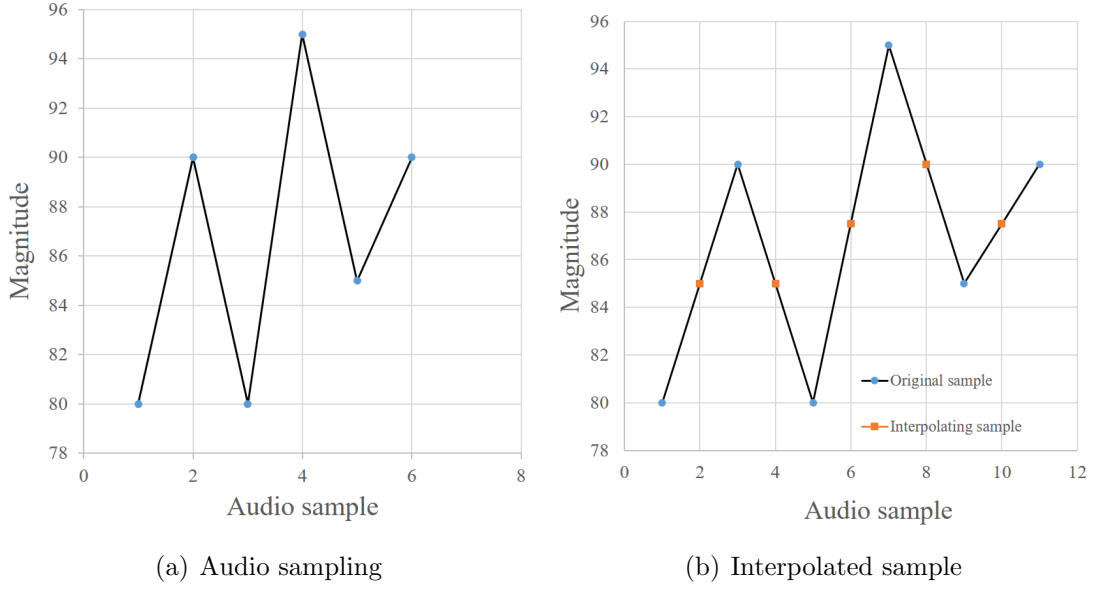 96
94
92
90
88
86
84
82
80
78
0 2 4 6 8
Magnitude
Audio sample
(a) Audio sampling
96
94
92
90
88
86
84
82
80
78
0 2 4 6 8 10 12
Magnitude
Audio sample
Original sample
Interpolating sample
(b) Interpolated sample